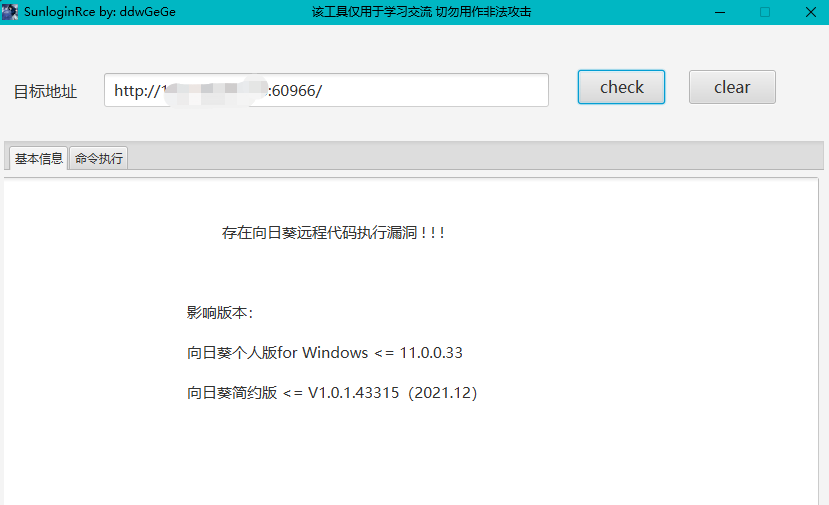 SunloginRce by: ddwGeGe 该工具仅用于学习交流 切勿用作非法攻击
目标地址 http://1 :60966/ check clear
基本信息 命令执行
存在向日葵远程代码执行漏洞 ! ! !
影响版本：
向日葵个人版for Windows <= 11.0.0.33
向日葵简约版 <= V1.0.1.43315（2021.12）